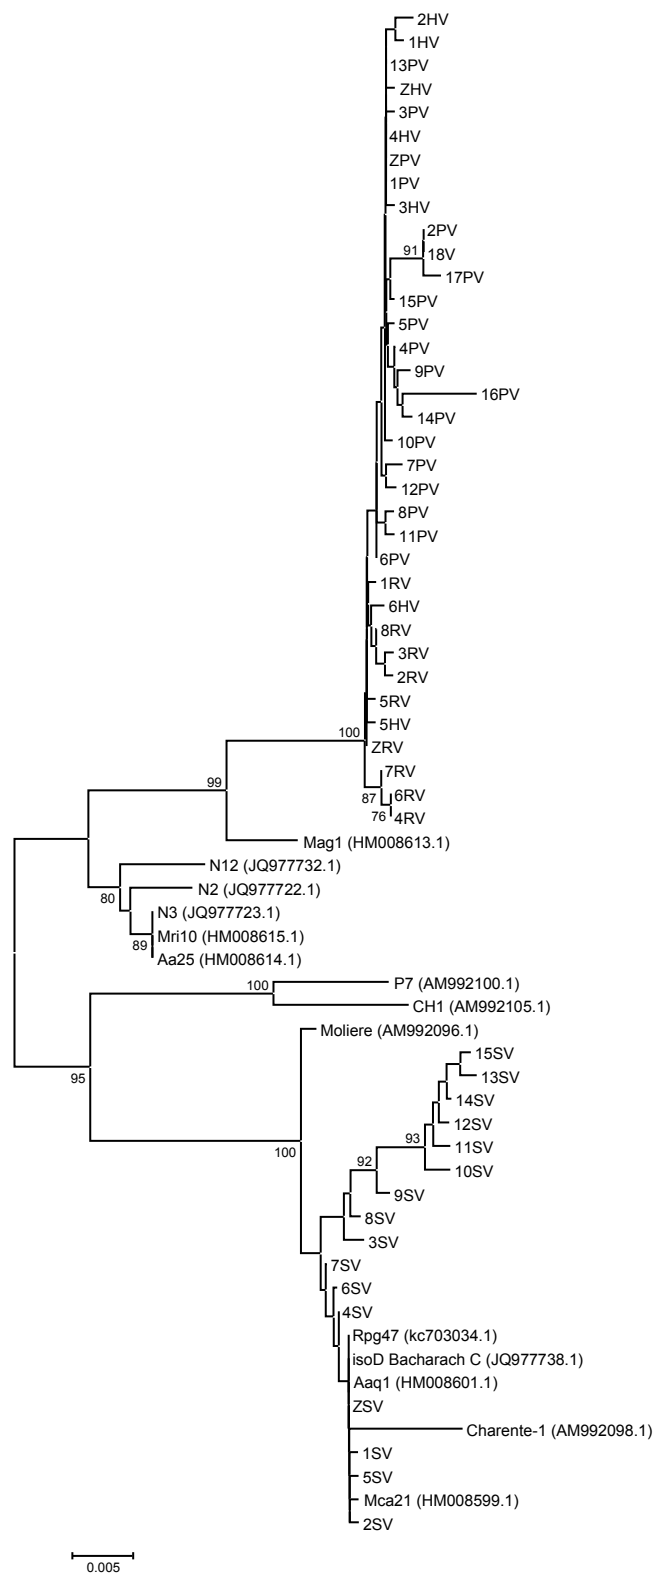 2HV
1HV
13PV
ZHV
3PV
4HV
ZPV
1PV
3HV
2PV
91
18V
17PV
15PV
5PV
4PV
9PV
16PV
14PV
10PV
7PV
12PV
8PV
11PV
6PV
1RV
6HV
8RV
3RV
2RV
5RV
5HV
100
ZRV
7RV
99
87
6RV
76
4RV
Mag1 (HM008613.1)
N12 (JQ977732.1)
80
N2 (JQ977722.1)
N3 (JQ977723.1)
Mri10 (HM008615.1)
89
Aa25 (HM008614.1)
100
P7 (AM992100.1)
CH1 (AM992105.1)
Moliere (AM992096.1)
15SV
95
13SV
14SV
12SV
93
11SV
100
92
10SV
9SV
8SV
3SV
7SV
6SV
4SV
Rpg47 (kc703034.1)
isoD Bacharach C (JQ977738.1)
Aaq1 (HM008601.1)
ZSV
Charente-1 (AM992098.1)
1SV
5SV
Mca21 (HM008599.1)
2SV
0.005